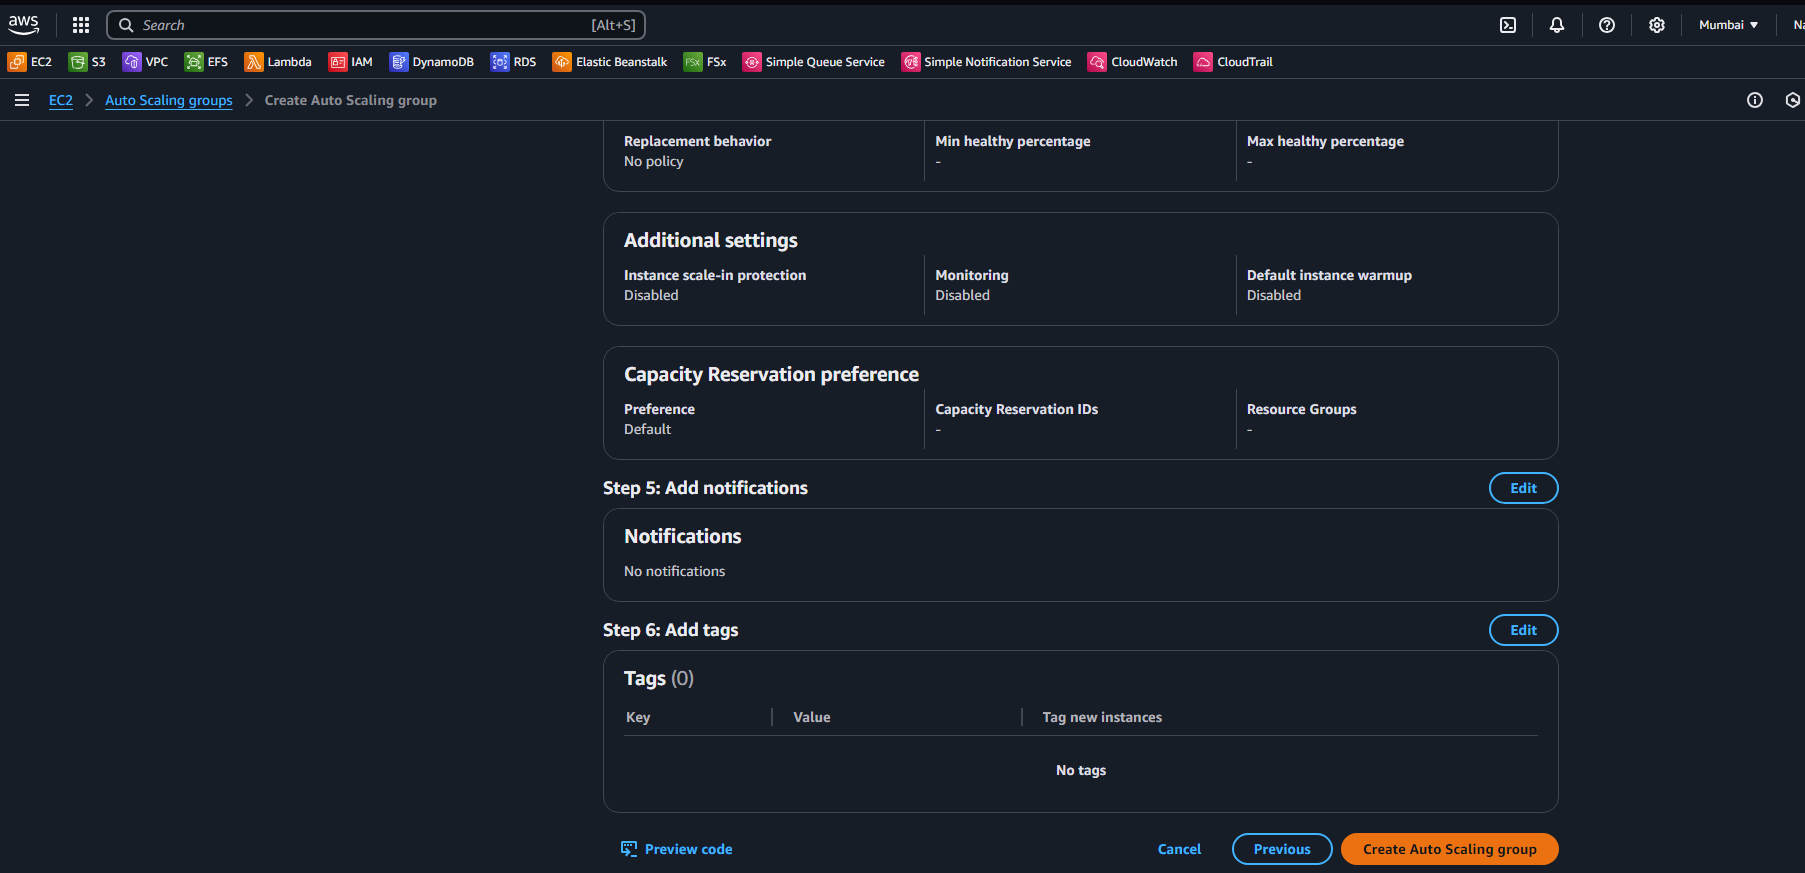 aws Search [Alt+S] Mumbai
EC2 S3 VPC EFS Lambda IAM DynamoDB RDS Elastic Beanstalk FSx Simple Queue Service Simple Notification Service CloudWatch CloudTrail
EC2 Auto Scaling groups Create Auto Scaling group
Replacement behavior Min healthy percentage Max healthy percentage
No policy - -
Additional settings
Instance scale-in protection Monitoring Default instance warmup
Disabled Disabled Disabled
Capacity Reservation preference
Preference Capacity Reservation IDs Resource Groups
Default - -
Step 5: Add notifications Edit
Notifications
No notifications
Step 6: Add tags Edit
Tags (0)
Key Value Tag new instances
No tags
Preview code Cancel Previous Create Auto Scaling group